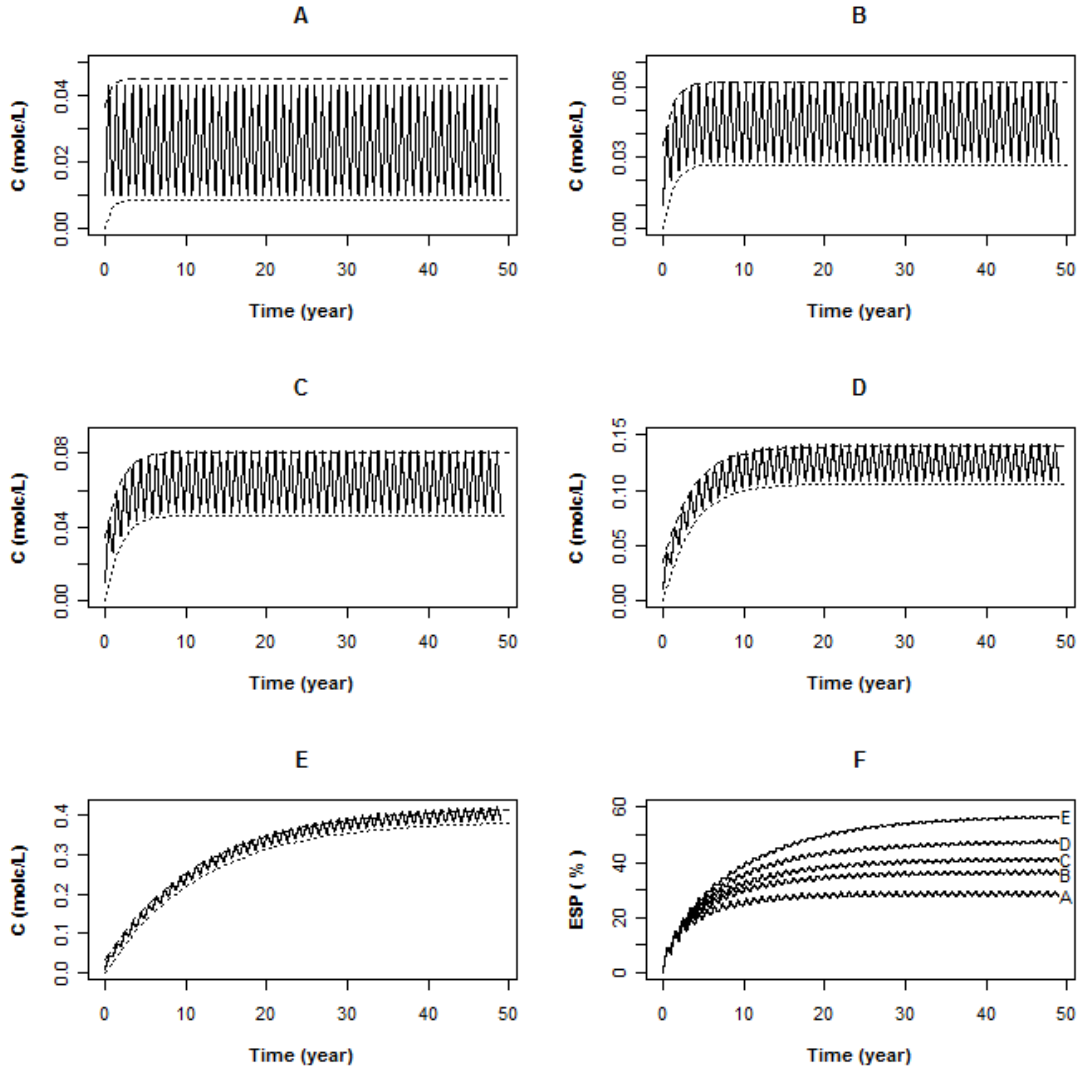 A
C (molc/L)
0.00 0.02 0.04
0 10 20 30 40 50
Time (year)
B
C (molc/L)
0.00 0.03 0.06
0 10 20 30 40 50
Time (year)
C
C (molc/L)
0.00 0.04 0.08
0 10 20 30 40 50
Time (year)
D
C (molc/L)
0.00 0.05 0.10 0.15
0 10 20 30 40 50
Time (year)
E
C (molc/L)
0.0 0.1 0.2 0.3 0.4
0 10 20 30 40 50
Time (year)
F
ESP ( % )
0 20 40 60
E
D
C
B
A
0 10 20 30 40 50
Time (year)